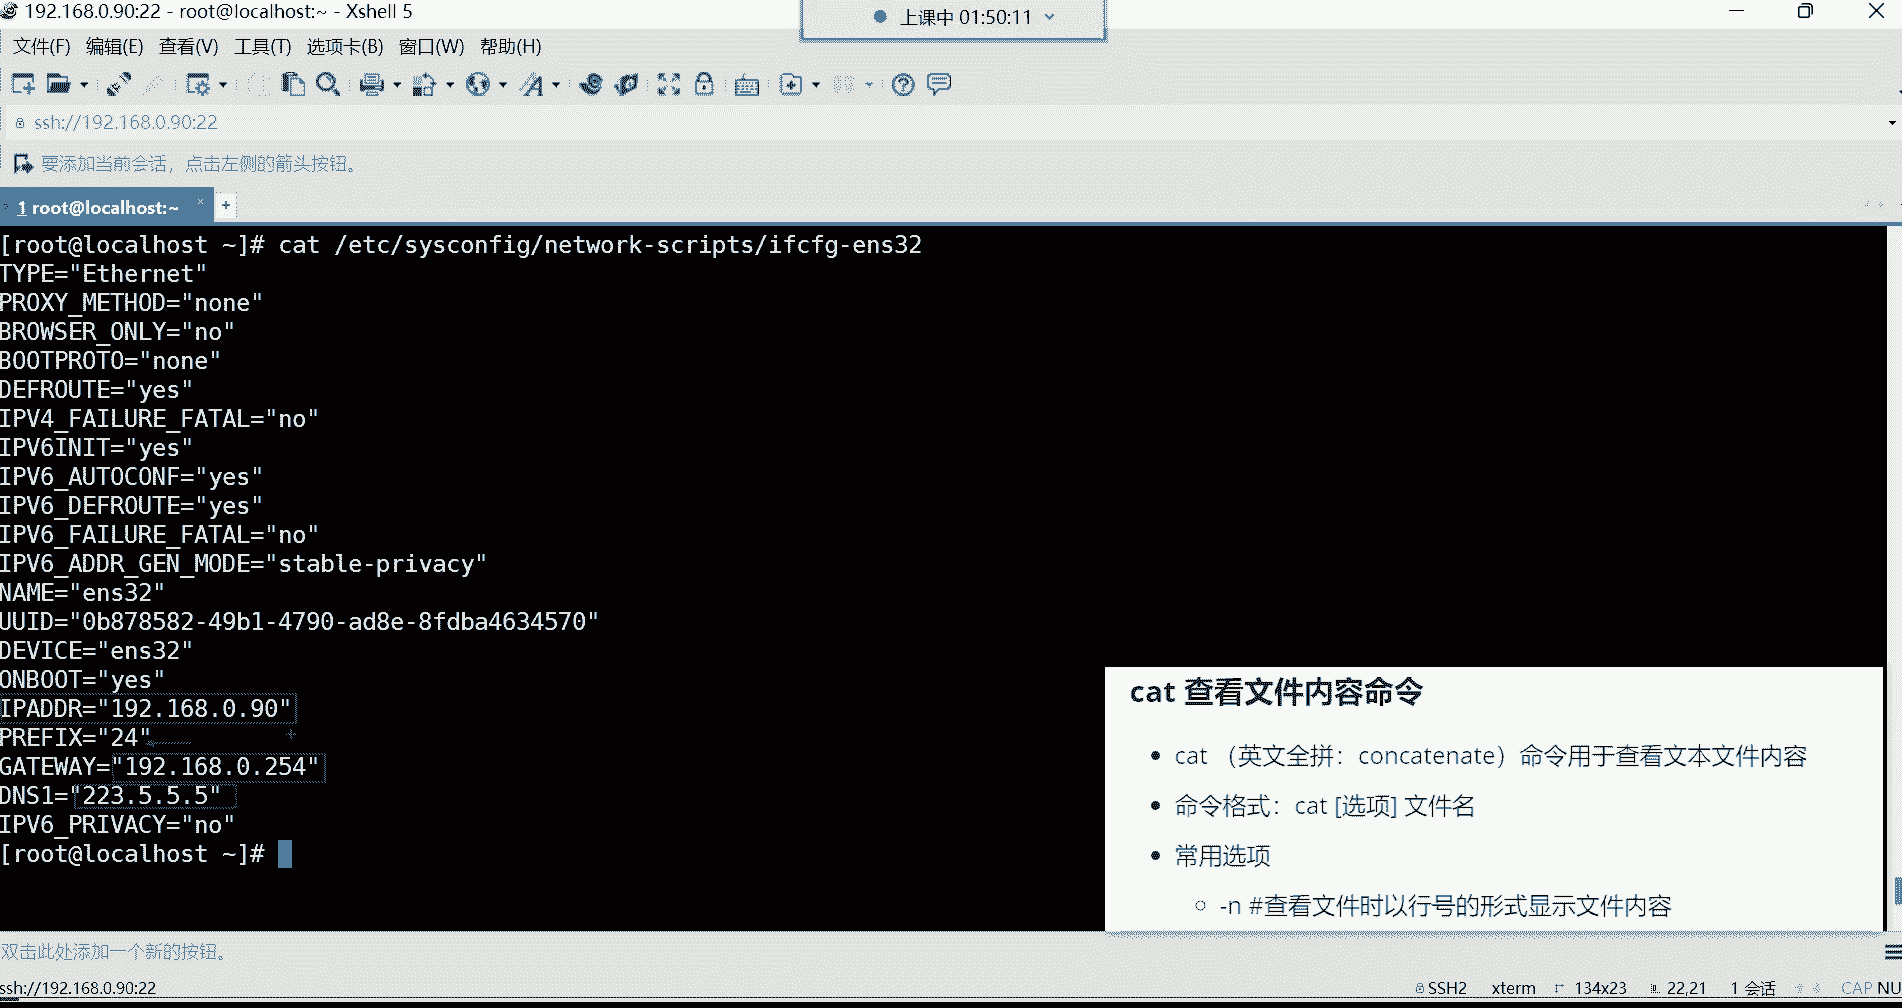 192.168.0.90:22 - root@localhost:~ - Xshell 5
上课中 01:50:11
文件(F) 编辑(E) 查看(V) 工具(T) 选项卡(B) 窗口(W) 帮助(H)
ssh://192.168.0.90:22
要添加当前会话，点击左侧的箭头按钮。
1 root@localhost:~ × +
[root@localhost ~]# cat /etc/sysconfig/network-scripts/ifcfg-ens32
TYPE="Ethernet"
PROXY_METHOD="none"
BROWSER_ONLY="no"
BOOTPROTO="none"
DEFROUTE="yes"
IPV4_FAILURE_FATAL="no"
IPV6INIT="yes"
IPV6_AUTOCONF="yes"
IPV6_DEFROUTE="yes"
IPV6_FAILURE_FATAL="no"
IPV6_ADDR_GEN_MODE="stable-privacy"
NAME="ens32"
UUID="0b878582-49b1-4790-ad8e-8fdba4634570"
DEVICE="ens32"
ONBOOT="yes"
IPADDR="192.168.0.90"
PREFIX="24"
GATEWAY="192.168.0.254"
DNS1="223.5.5.5"
IPV6_PRIVACY="no"
[root@localhost ~]#
cat 查看文件内容命令
• cat （英文全拼：concatenate）命令用于查看文本文件内容
• 命令格式：cat [选项] 文件名
• 常用选项
○ -n #查看文件时以行号的形式显示文件内容
双击此处添加一个新的按钮。
ssh://192.168.0.90:22
SSH2 xterm 134x23 22,21 1 会话 CAP NU